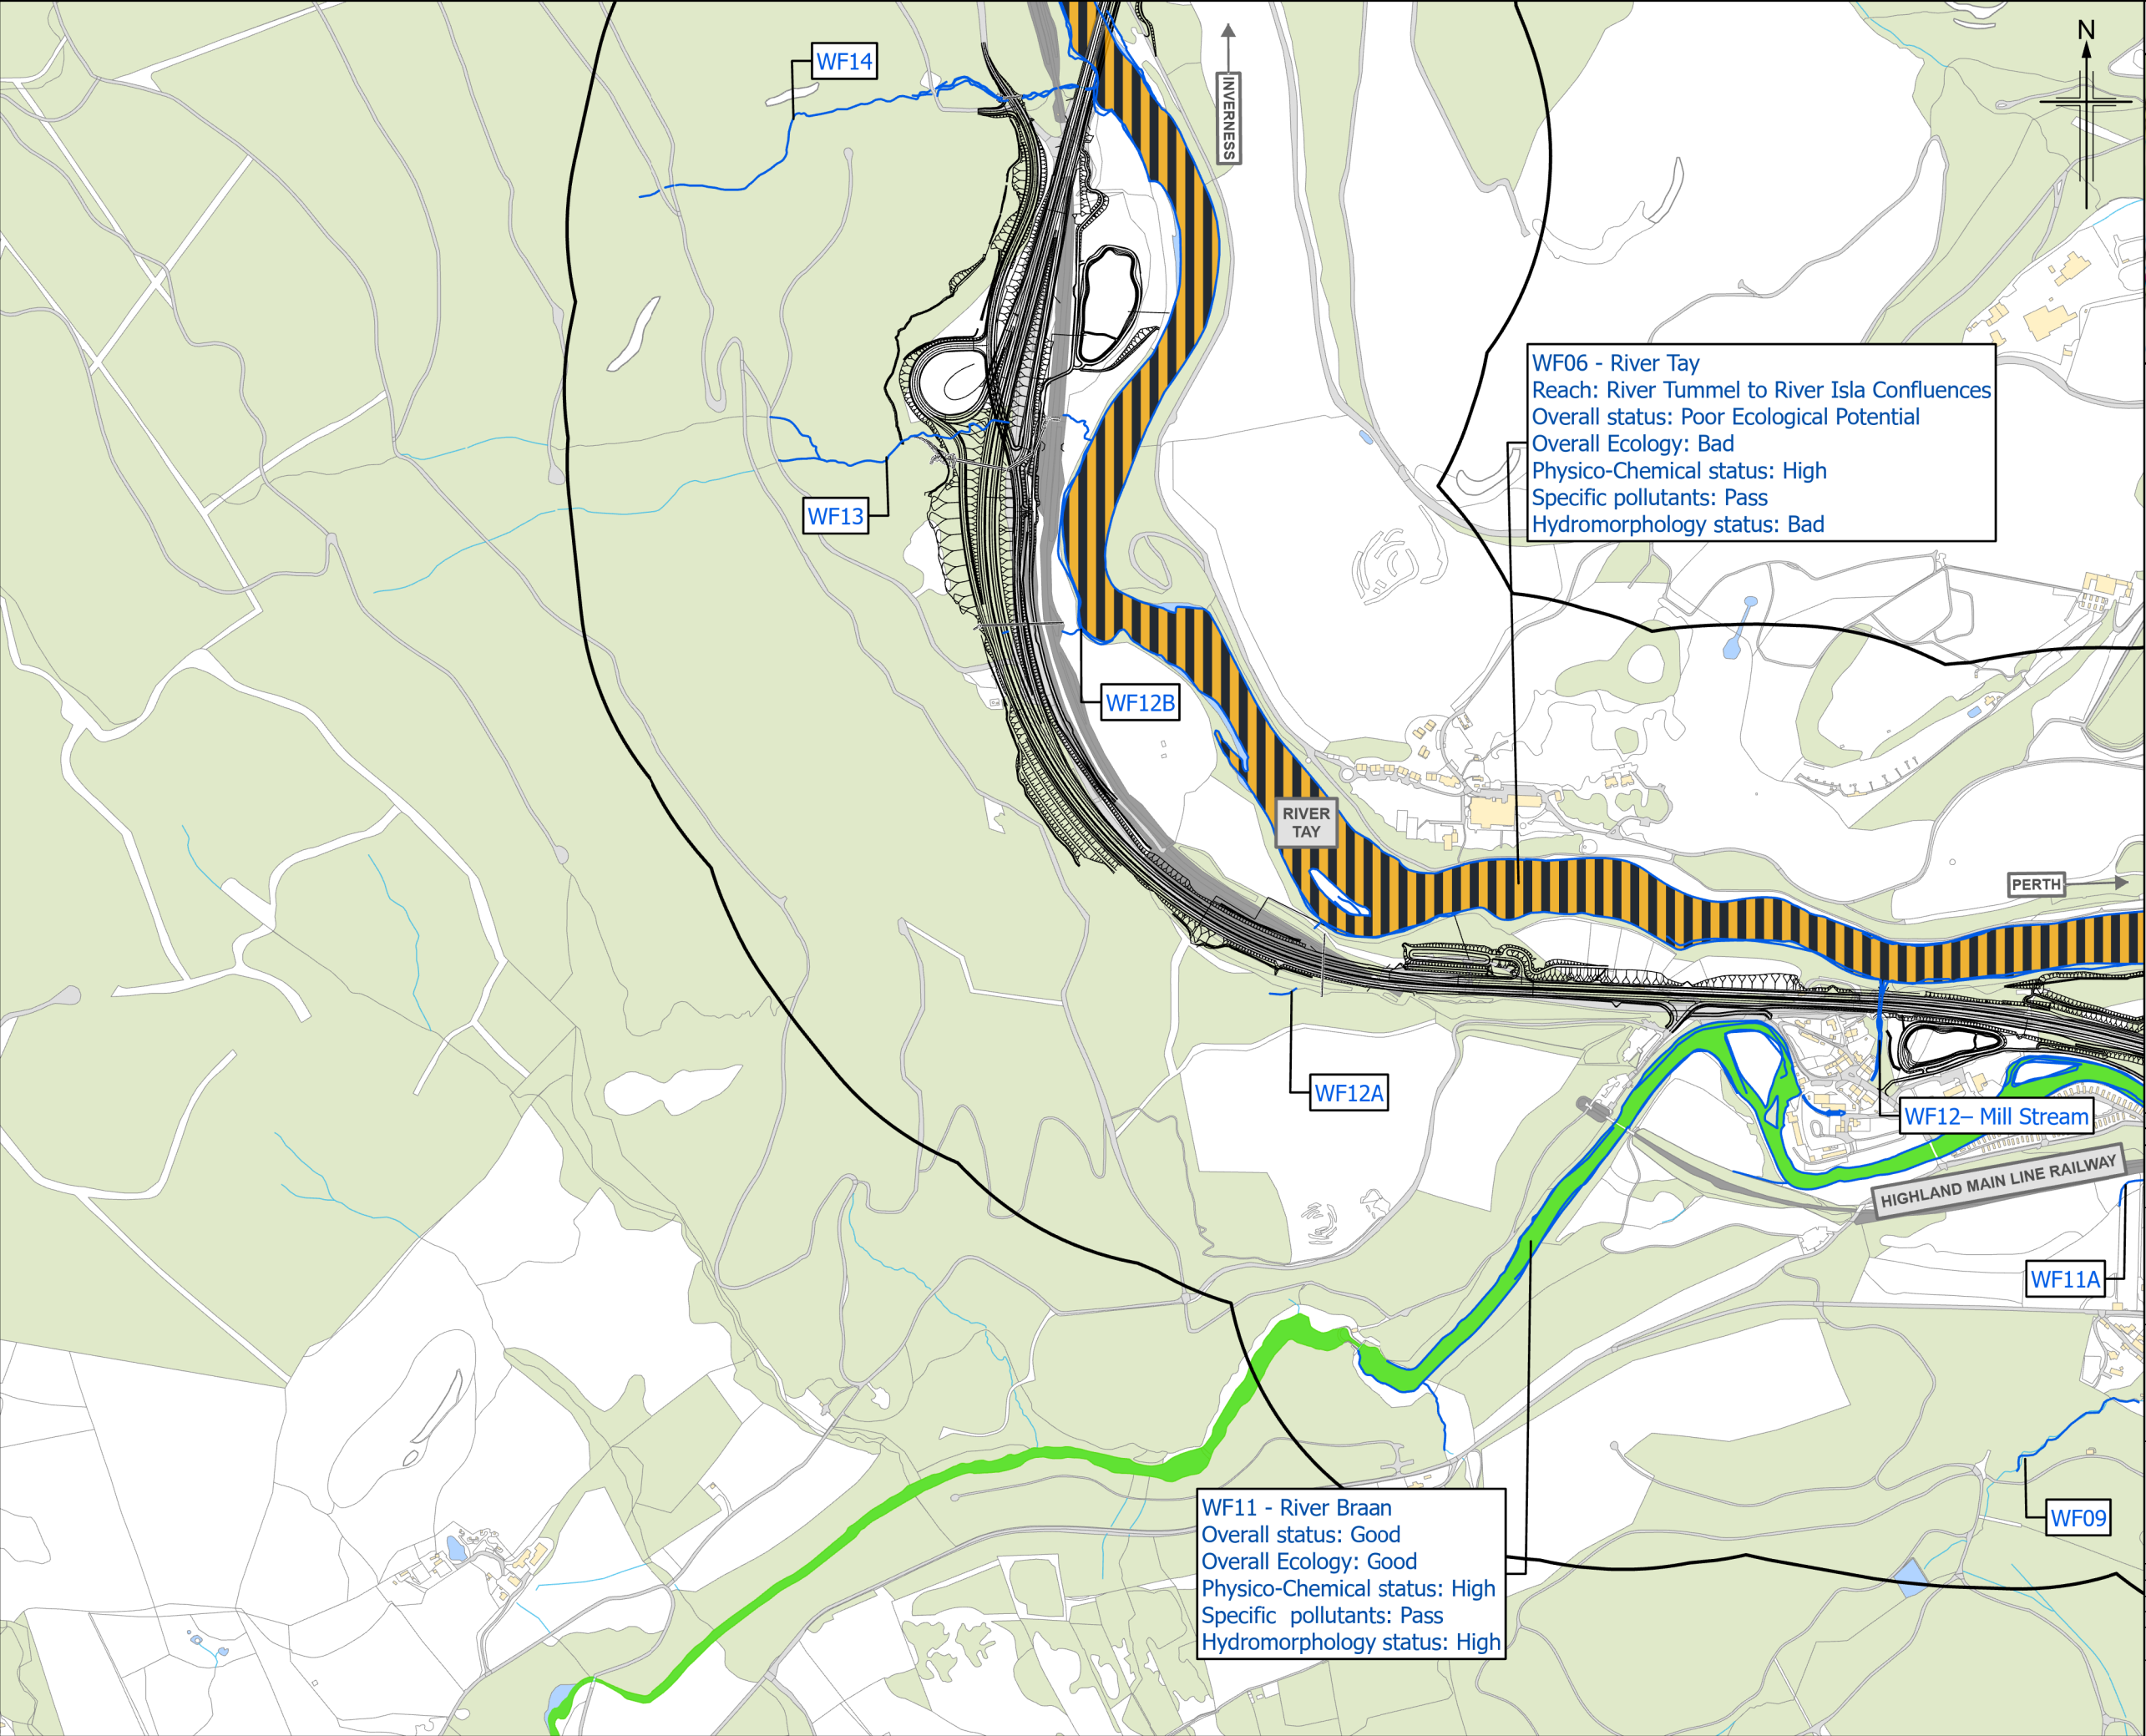 N
WF14
INVERNESS
WF06 - River Tay
Reach: River Tummel to River Isla Confluences
Overall status: Poor Ecological Potential
Overall Ecology: Bad
Physico-Chemical status: High
Specific pollutants: Pass
Hydromorphology status: Bad
WF13
WF12B
RIVER
TAY
PERTH
WF12A
WF12– Mill Stream
HIGHLAND MAIN LINE RAILWAY
WF11A
WF11 - River Braan
Overall status: Good
Overall Ecology: Good
Physico-Chemical status: High
Specific  pollutants: Pass
Hydromorphology status: High
WF09